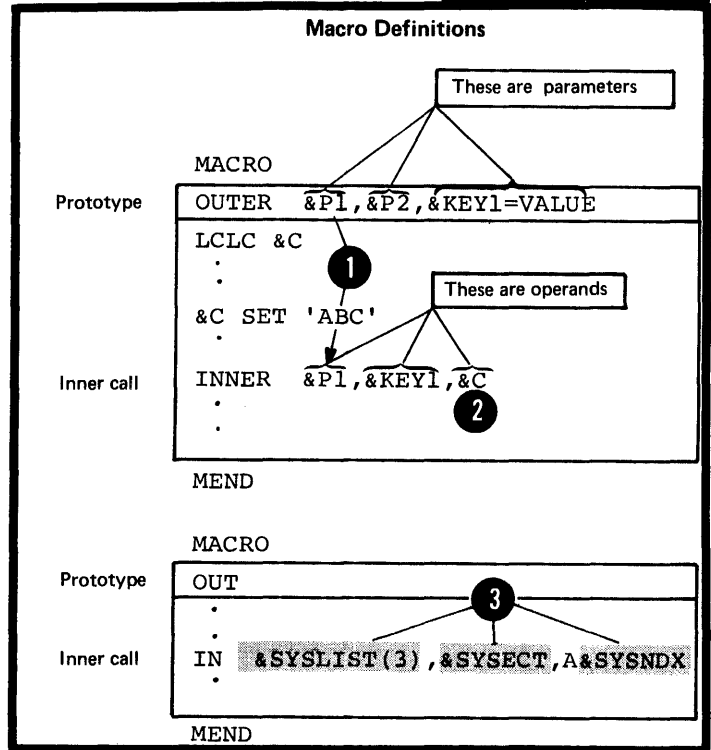 Macro Definitions
These are parameters
MACRO
Prototype OUTER &P1,&P2,&KEY1=VALUE
LCLC &C
.
.
1
These are operands
&C SET 'ABC'
.
Inner call INNER &P1,&KEY1,&C
2
.
.
MEND
MACRO
Prototype OUT
3
.
.
Inner call IN &SYSLIST(3),&SYSECT,A&SYSNDX
.
MEND